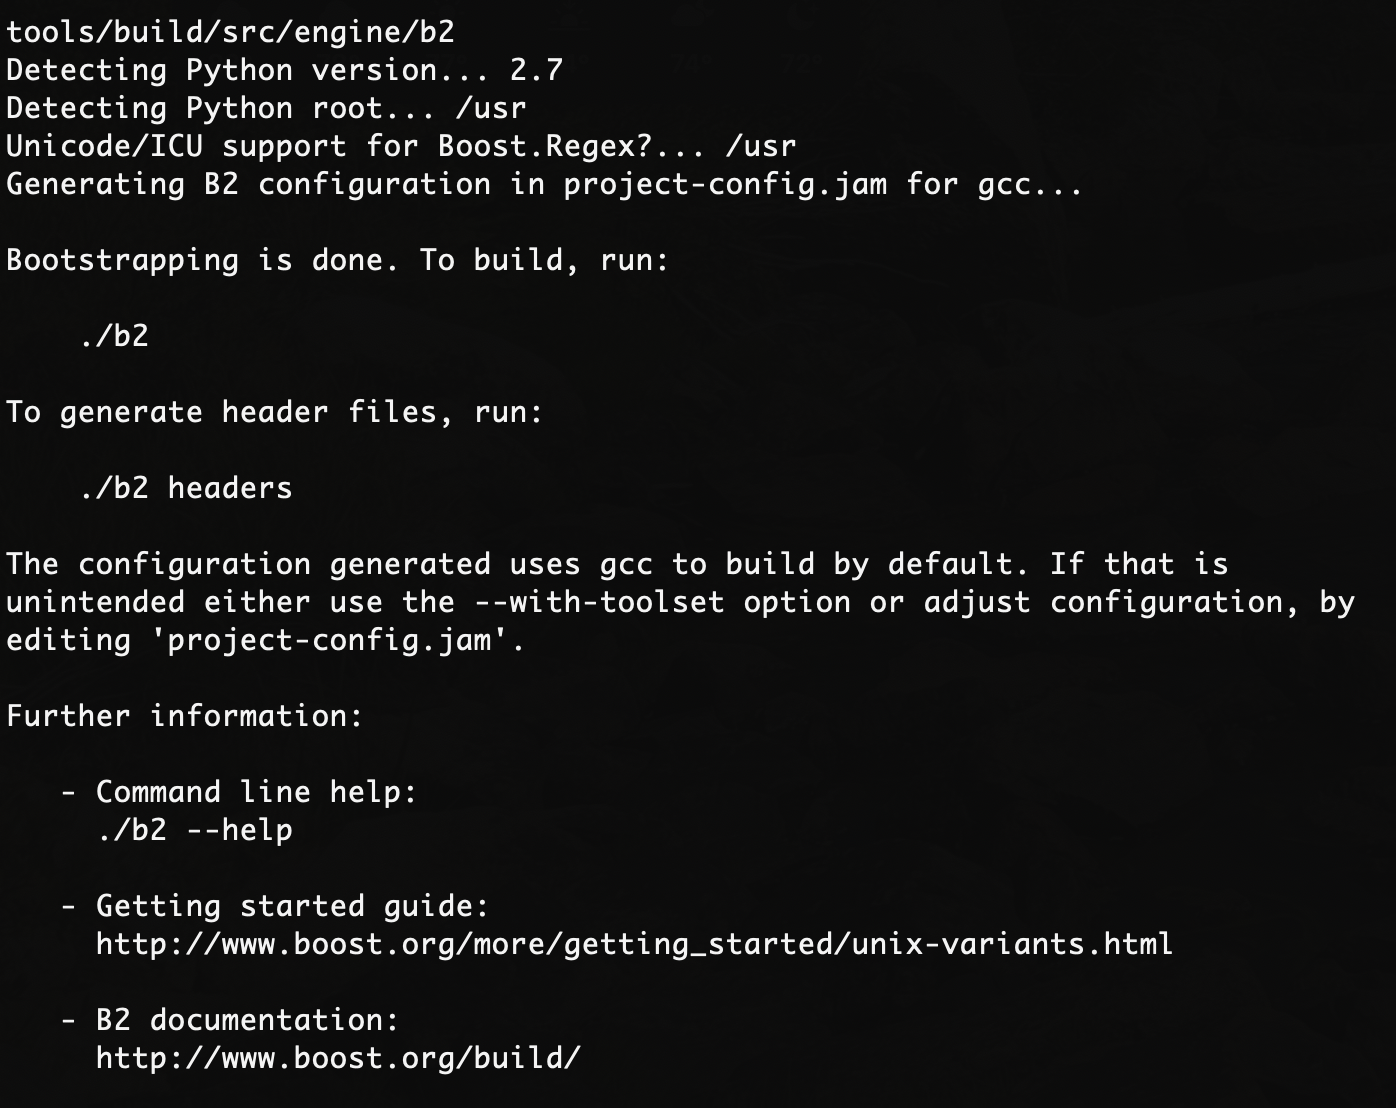 tools/build/src/engine/b2
Detecting Python version... 2.7
Detecting Python root... /usr
Unicode/ICU support for Boost.Regex?... /usr
Generating B2 configuration in project-config.jam for gcc...

Bootstrapping is done. To build, run:

    ./b2

To generate header files, run:

    ./b2 headers

The configuration generated uses gcc to build by default. If that is
unintended either use the --with-toolset option or adjust configuration, by
editing 'project-config.jam'.

Further information:

   - Command line help:
     ./b2 --help

   - Getting started guide:
     http://www.boost.org/more/getting_started/unix-variants.html

   - B2 documentation:
     http://www.boost.org/build/